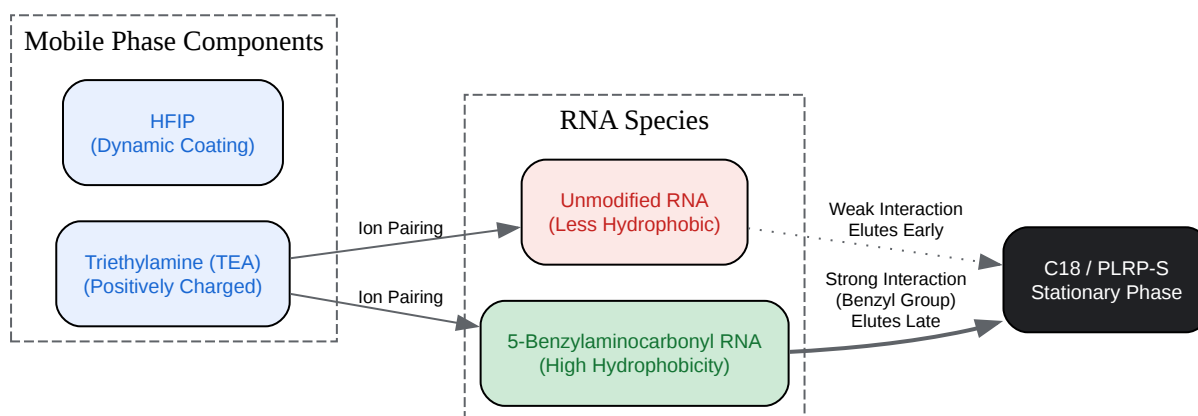 Mobile Phase Components
HFIP
(Dynamic Coating)
Triethylamine (TEA)
(Positively Charged)
Ion Pairing
Ion Pairing
RNA Species
Unmodified RNA
(Less Hydrophobic)
5-Benzylaminocarbonyl RNA
(High Hydrophobicity)
Weak Interaction
Elutes Early
Strong Interaction
(Benzyl Group)
Elutes Late
C18 / PLRP-S
Stationary Phase